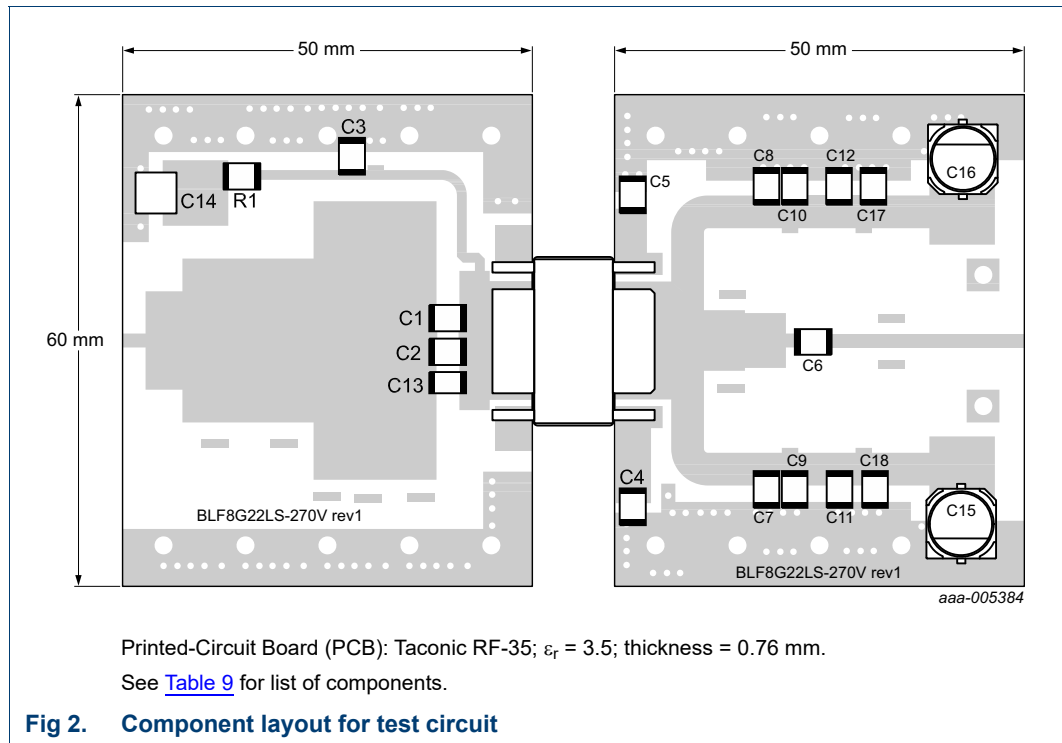 50 mm
50 mm
60 mm
C3
C14
R1
C1
C2
C13
BLF8G22LS-270V rev1
C5
C8
C10
C12
C17
C16
C6
C4
C7
C9
C11
C18
C15
BLF8G22LS-270V rev1
aaa-005384
Printed-Circuit Board (PCB): Taconic RF-35; εr = 3.5; thickness = 0.76 mm.
See Table 9 for list of components.
Fig 2. Component layout for test circuit